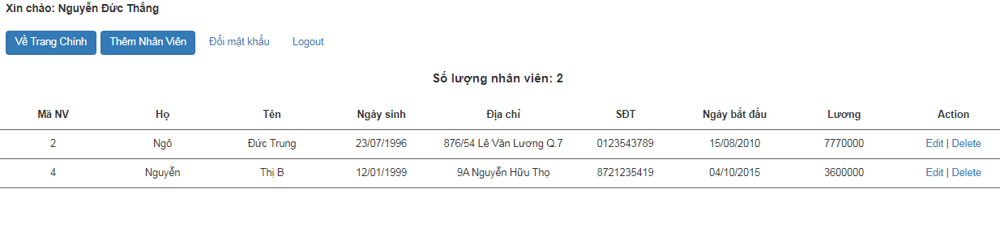 Xin chào: Nguyễn Đức Thắng
Về Trang Chính Thêm Nhân Viên Đổi mật khẩu Logout
Số lượng nhân viên: 2
Mã NV Họ Tên Ngày sinh Địa chỉ SĐT Ngày bắt đầu Lương Action
2 Ngô Đức Trung 23/07/1996 876/54 Lê Văn Lương Q.7 0123543789 15/08/2010 7770000 Edit | Delete
4 Nguyễn Thị B 12/01/1999 9A Nguyễn Hữu Thọ 8721235419 04/10/2015 3600000 Edit | Delete